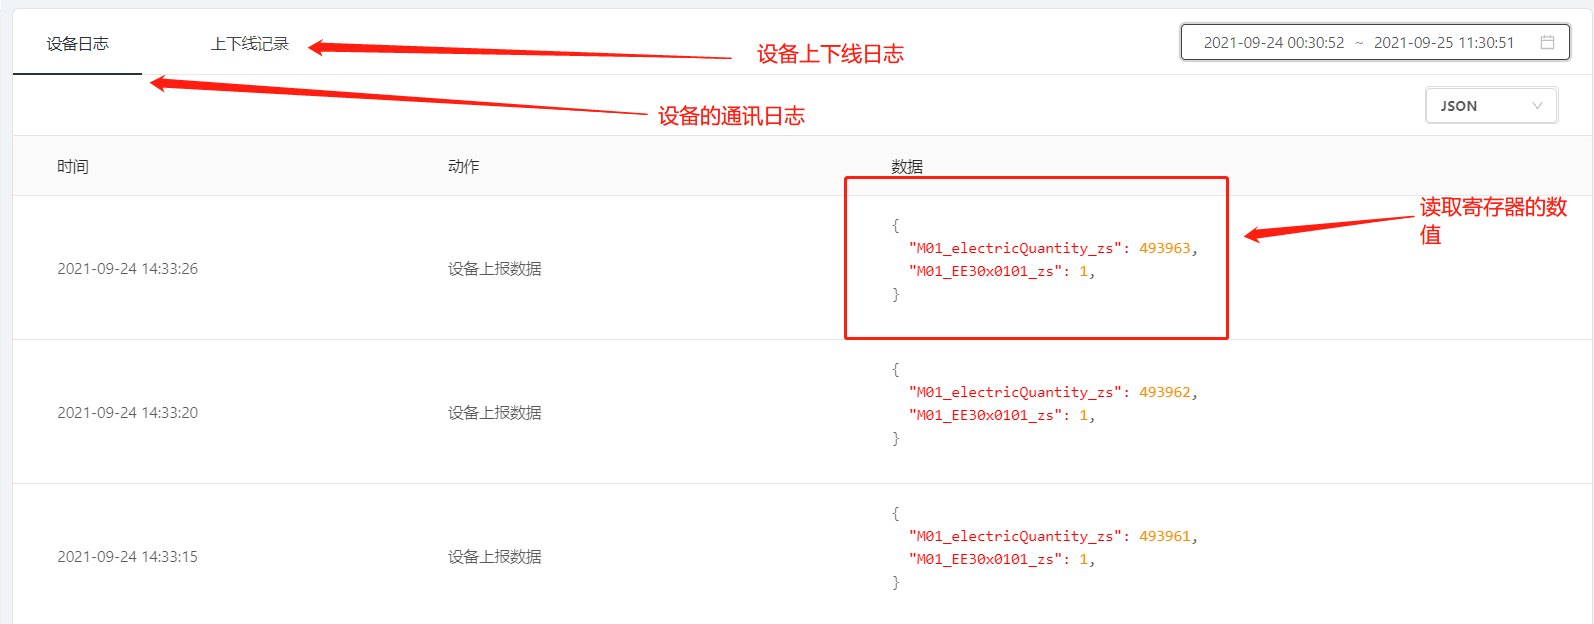 设备日志
上下线记录
设备上下线日志
2021-09-24 00:30:52 ~ 2021-09-25 11:30:51
设备的通讯日志
JSON
时间 动作 数据
读取寄存器的数
值
2021-09-24 14:33:26 设备上报数据
{
"M01_electricQuantity_zs": 493963,
"M01_EE30x0101_zs": 1,
}
2021-09-24 14:33:20 设备上报数据
{
"M01_electricQuantity_zs": 493962,
"M01_EE30x0101_zs": 1,
}
2021-09-24 14:33:15 设备上报数据
{
"M01_electricQuantity_zs": 493961,
"M01_EE30x0101_zs": 1,
}